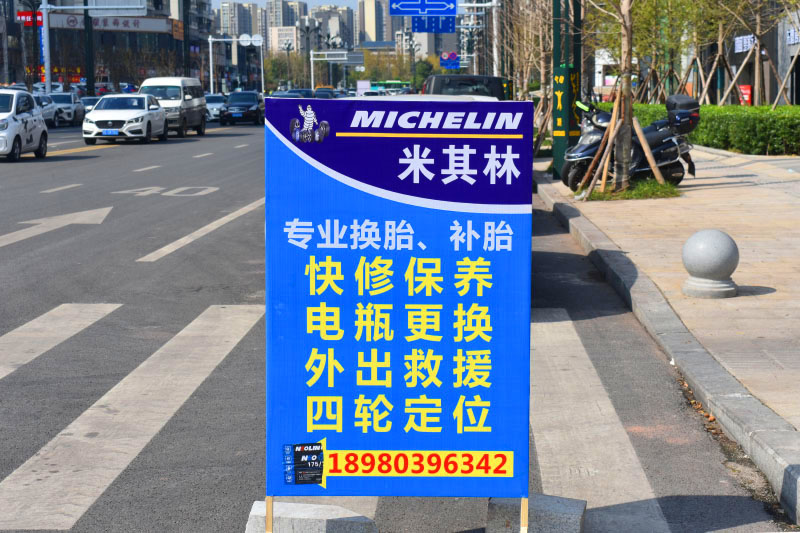 MICHELIN
米其林
专业换胎、补胎
快修保养
电瓶更换
外出救援
四轮定位
18980396342
175/
40